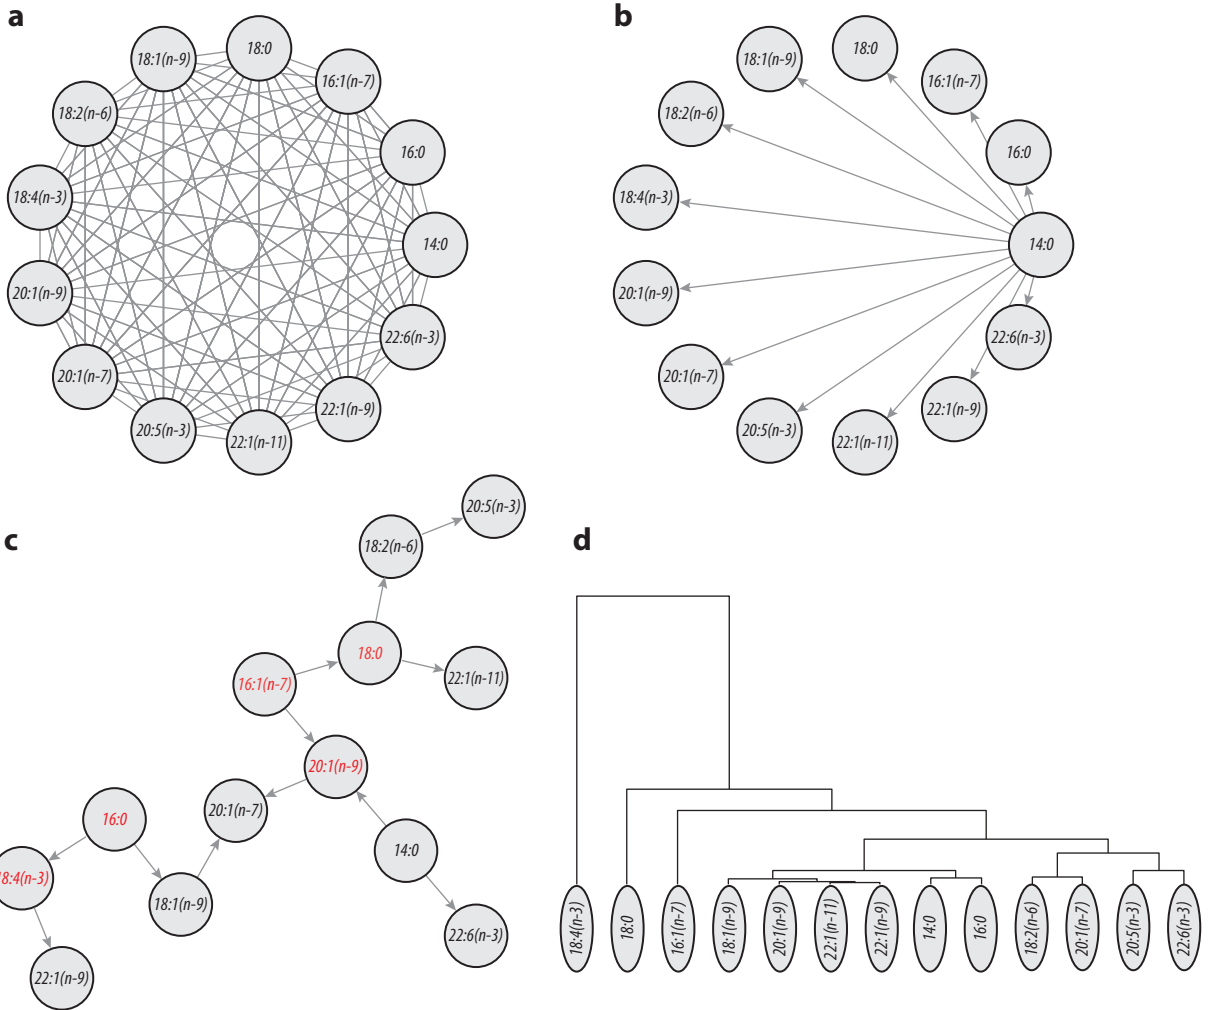 a
18:0
18:1(n-9)
16:1(n-7)
18:2(n-6)
16:0
18:4(n-3)
14:0
20:1(n-9)
22:6(n-3)
20:1(n-7)
22:1(n-9)
20:5(n-3)
22:1(n-11)
b
18:0
18:1(n-9)
16:1(n-7)
18:2(n-6)
16:0
18:4(n-3)
14:0
20:1(n-9)
22:6(n-3)
20:1(n-7)
22:1(n-9)
20:5(n-3)
22:1(n-11)
c
20:5(n-3)
18:2(n-6)
18:0
22:1(n-11)
16:1(n-7)
20:1(n-9)
20:1(n-7)
16:0
14:0
18:4(n-3)
18:1(n-9)
22:6(n-3)
22:1(n-9)
d
18:4(n-3)
18:0
16:1(n-7)
18:1(n-9)
20:1(n-9)
22:1(n-11)
22:1(n-9)
14:0
16:0
18:2(n-6)
20:1(n-7)
20:5(n-3)
22:6(n-3)